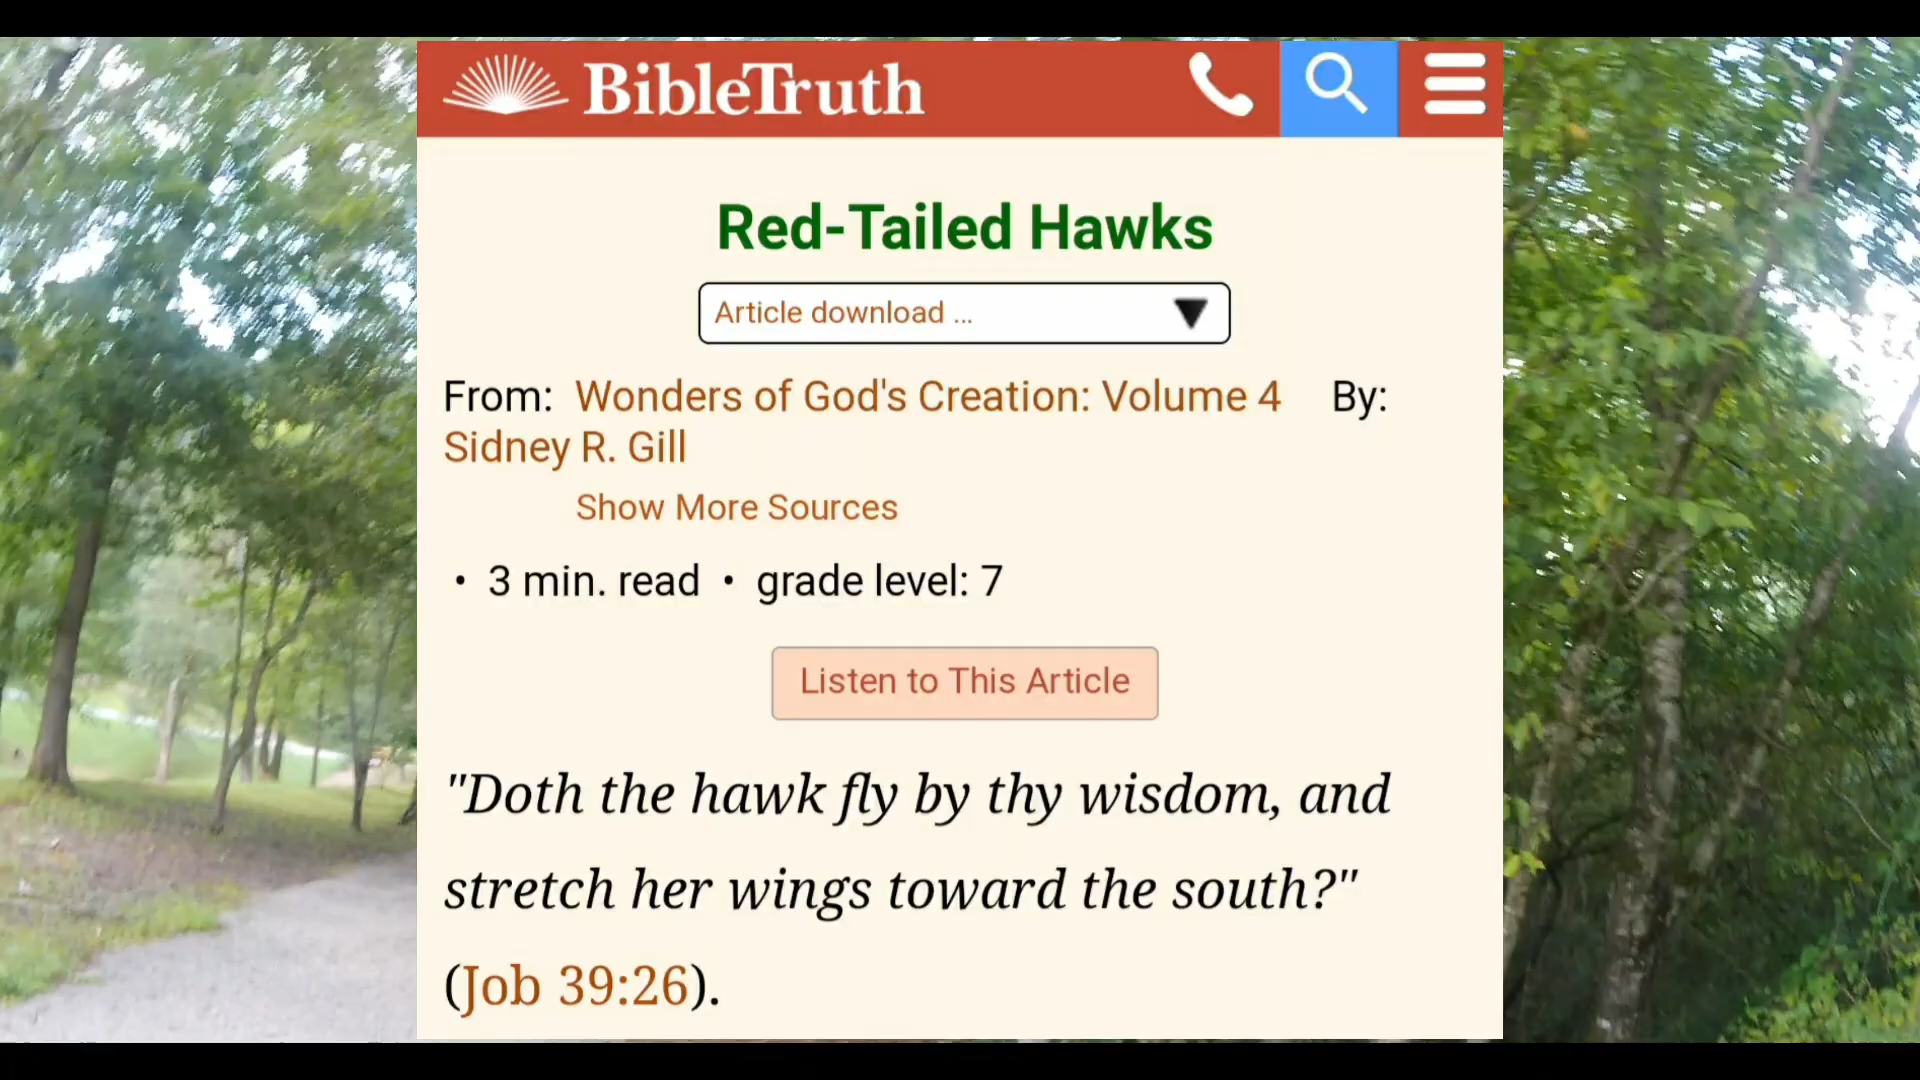 BibleTruth
Red-Tailed Hawks
Article download ...
From: Wonders of God's Creation: Volume 4 By:
Sidney R. Gill
Show More Sources
• 3 min. read • grade level: 7
Listen to This Article
"Doth the hawk fly by thy wisdom, and
stretch her wings toward the south?"
(Job 39:26).